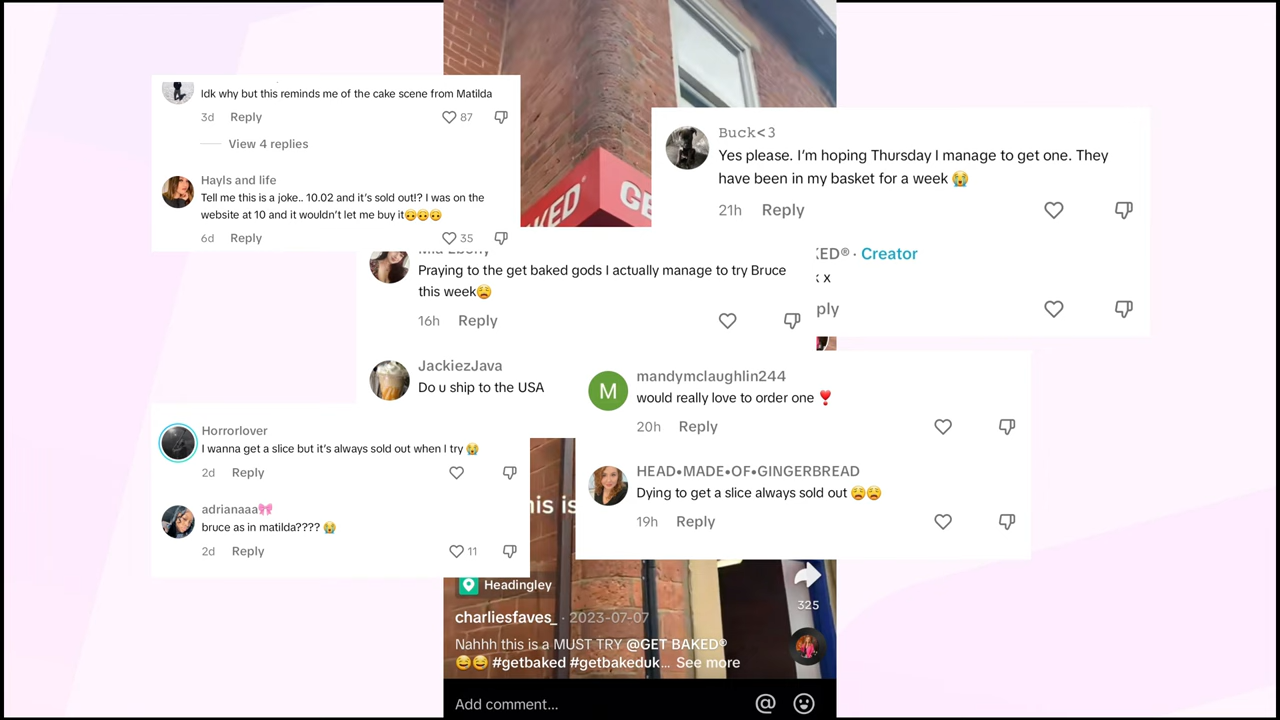 Idk why but this reminds me of the cake scene from Matilda
3d Reply 87
View 4 replies
Hayls and life
Tell me this is a joke.. 10.02 and it's sold out!? I was on the
website at 10 and it wouldn't let me buy it😳😳😳
6d Reply 35
KED
GE
Buck<3
Yes please. I'm hoping Thursday I manage to get one. They
have been in my basket for a week 😭
21h Reply
KED® · Creator
x x
ply
Praying to the get baked gods I actually manage to try Bruce
this week😩
16h Reply
JackiezJava
Do u ship to the USA
M
mandymclaughlin244
would really love to order one ❣️
20h Reply
HEAD•MADE•OF•GINGERBREAD
Dying to get a slice always sold out 😩😩
19h Reply
Horrorlover
I wanna get a slice but it's always sold out when I try 😭
2d Reply
adrianaaa🎀
bruce as in matilda???? 😭
2d Reply 11
his is
Headingley
325
charliesfaves_ · 2023-07-07
Nahhh this is a MUST TRY @GET BAKED®
😄😄 #getbaked #getbakeduk... See more
Add comment...